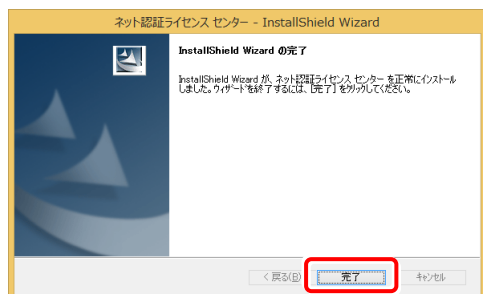 ネット認証ライセンス センター - InstallShield Wizard
InstallShield Wizard の完了
InstallShield Wizard が、ネット認証ライセンス センター を正常にインストール
しました。ウィザードを終了するには、[完了] をクリックしてください。
< 戻る(B)
完了
キャンセル